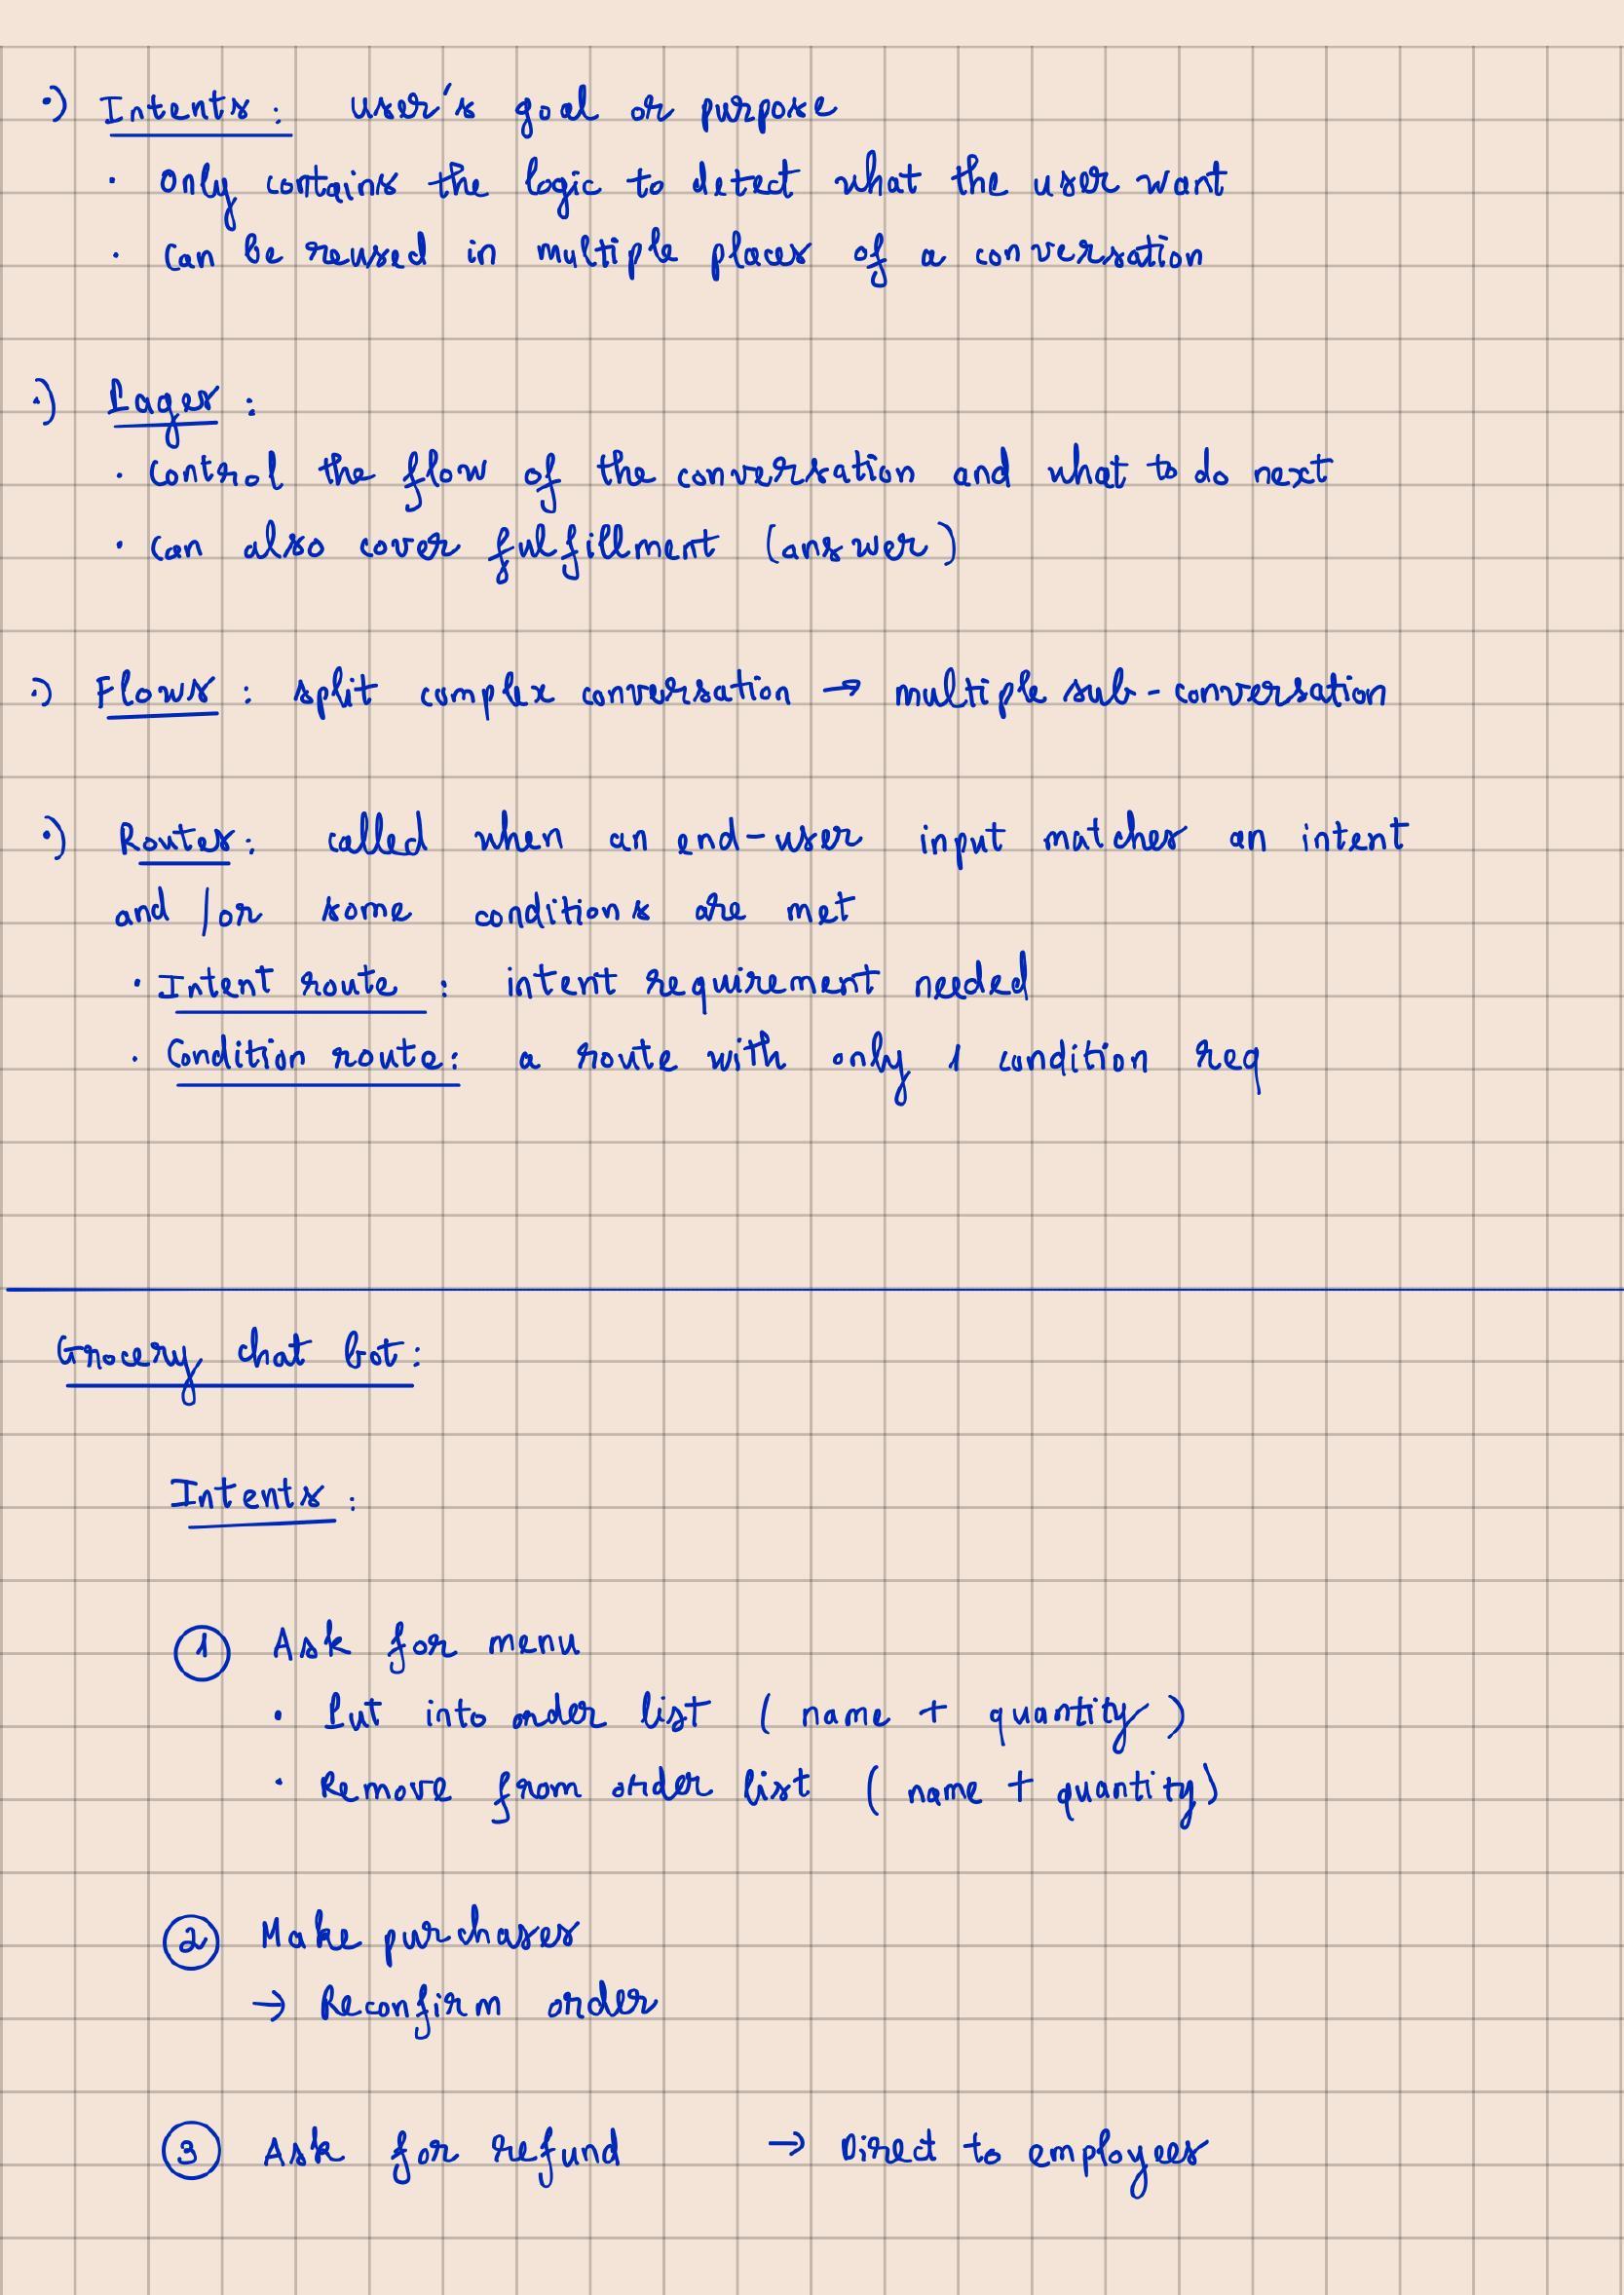 ·) Intents: user's goal or purpose
· Only contains the logic to detect what the user want
· Can be reused in multiple places of a conversation
·) Pages:
· Control the flow of the conversation and what to do next
· Can also cover fulfillment (answer)
·) Flows: split complex conversation → multiple sub-conversation
·) Routes: called when an end-user input matches an intent
and /or some conditions are met
· Intent route: intent requirement needed
· Condition route: a route with only 1 condition req
Grocery chat bot:
Intents:
① Ask for menu
· Put into order list (name + quantity)
· Remove from order list (name + quantity)
② Make purchases
→ Reconfirm order
③ Ask for refund → Direct to employees